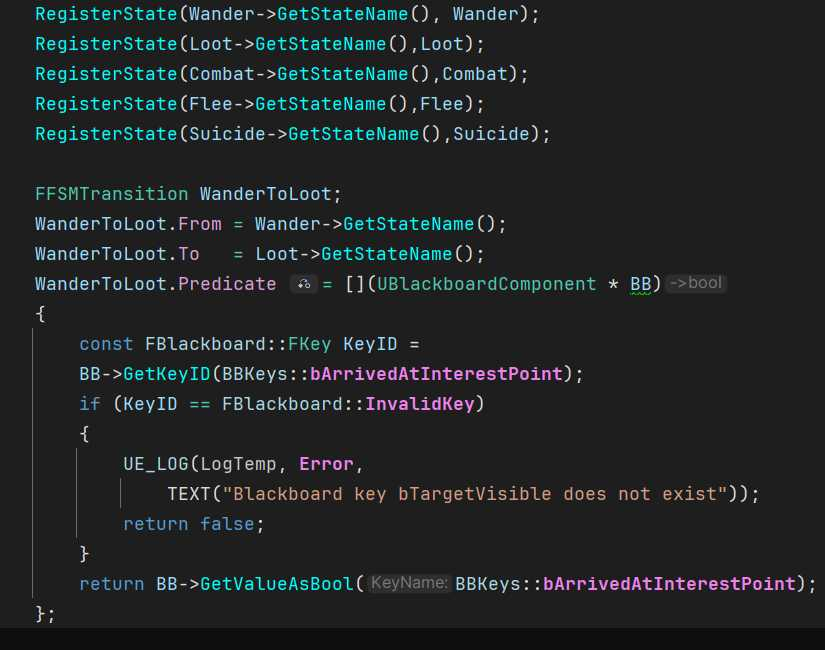 RegisterState(Wander->GetStateName(), Wander);
RegisterState(Loot->GetStateName(),Loot);
RegisterState(Combat->GetStateName(),Combat);
RegisterState(Flee->GetStateName(),Flee);
RegisterState(Suicide->GetStateName(),Suicide);
FFSMTransition WanderToLoot;
WanderToLoot.From = Wander->GetStateName();
WanderToLoot.To   = Loot->GetStateName();
WanderToLoot.Predicate = [](UBlackboardComponent * BB) ->bool
{
    const FBlackboard::FKey KeyID =
    BB->GetKeyID(BBKeys::bArrivedAtInterestPoint);
    if (KeyID == FBlackboard::InvalidKey)
    {
        UE_LOG(LogTemp, Error,
            TEXT("Blackboard key bTargetVisible does not exist"));
        return false;
    }
    return BB->GetValueAsBool(KeyName: BBKeys::bArrivedAtInterestPoint);
};